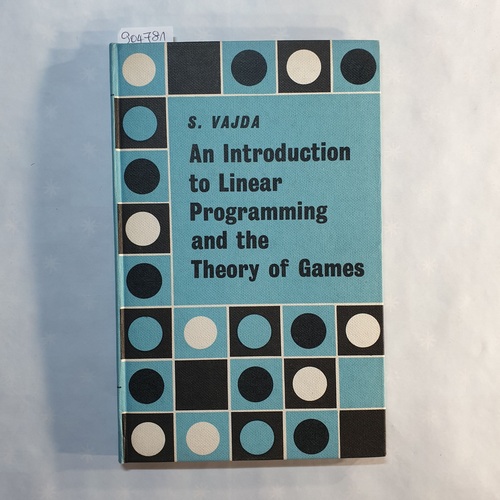 904781
S. VAJDA
An Introduction
to Linear
Programming
and the
Theory of Games